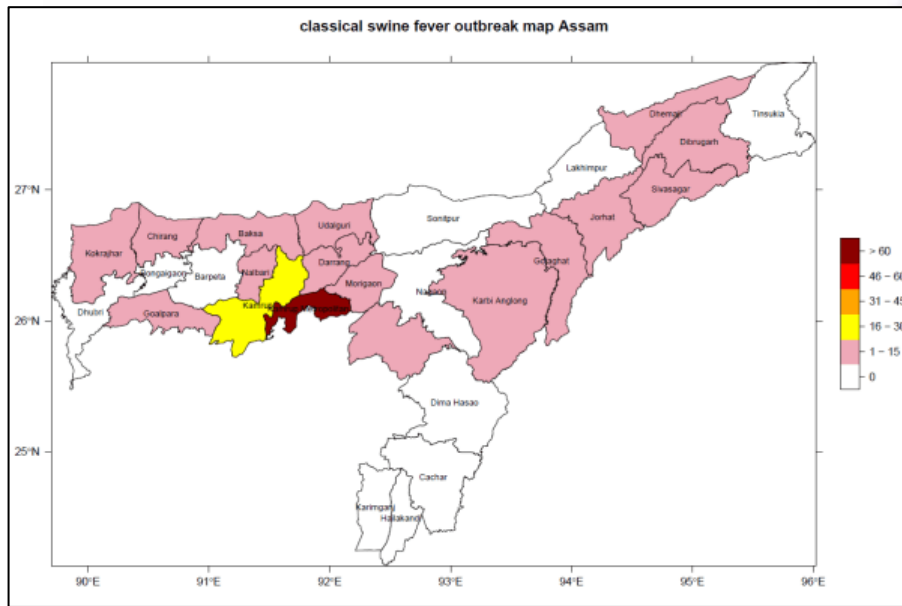 classical swine fever outbreak map Assam
Tinsukia
Dhemaji
Dibrugarh
Lakhimpur
Sivasagar
27°N
Sonitpur
Jorhat
Udalguri
Baksa
Chirang
Kokrajhar
Golaghat
Darrang
Nalbari
Bongaigaon
Barpeta
Morigaon
Nagaon
Karbi Anglong
Kamrup
Dhubri
Goalpara
26°N
> 60
46 – 60
31 – 45
16 – 30
1 – 15
0
Dima Hasao
25°N
Cachar
Karimganj
Hailakandi
90°E
91°E
92°E
93°E
94°E
95°E
96°E